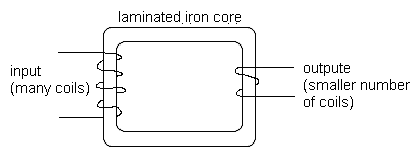 laminated iron core
input
(many coils)
outpute
(smaller number
of coils)